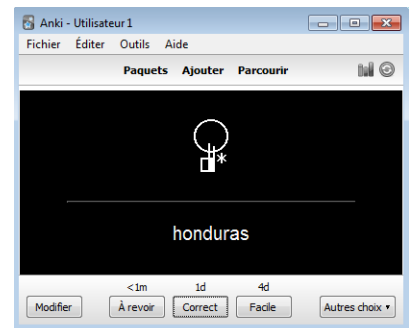 Anki - Utilisateur 1
Fichier Éditer Outils Aide
Paquets Ajouter Parcourir
*
honduras
<1m 1d 4d
Modifier À revoir Correct Facile Autres choix ▾